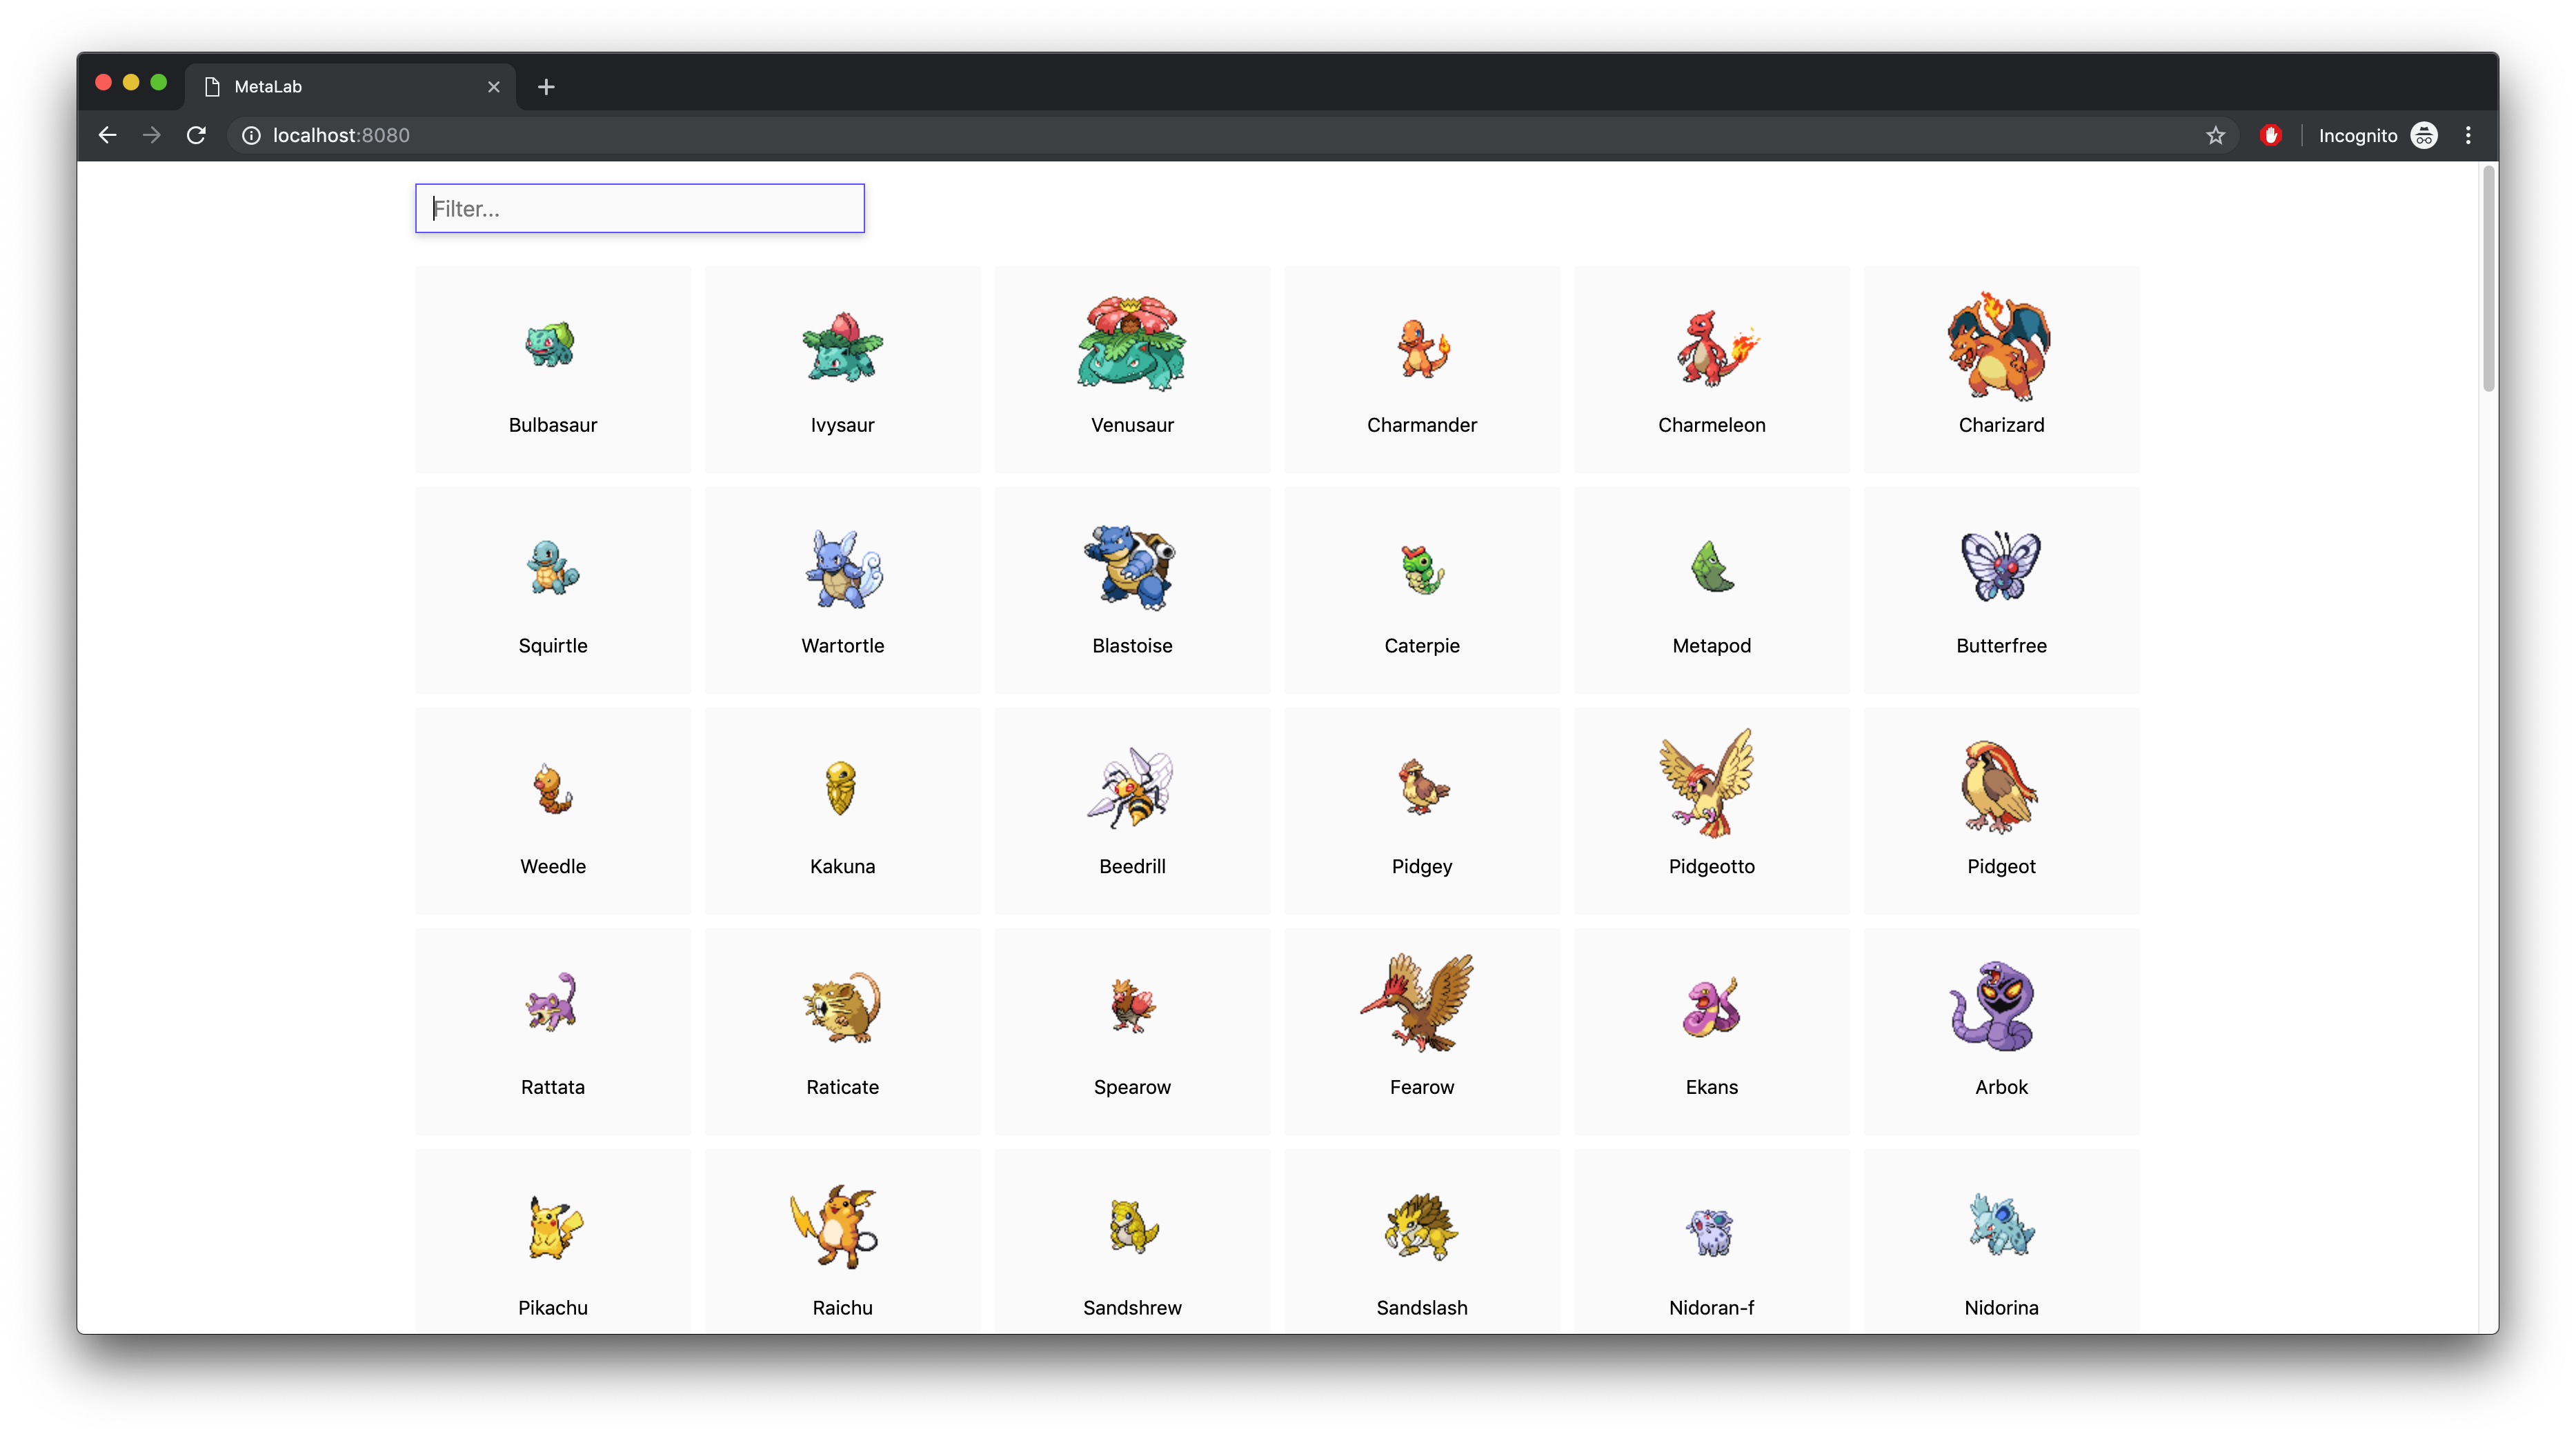 MetaLab
localhost:8080
Incognito
Filter...
Bulbasaur Ivysaur Venusaur Charmander Charmeleon Charizard
Squirtle Wartortle Blastoise Caterpie Metapod Butterfree
Weedle Kakuna Beedrill Pidgey Pidgeotto Pidgeot
Rattata Raticate Spearow Fearow Ekans Arbok
Pikachu Raichu Sandshrew Sandslash Nidoran-f Nidorina